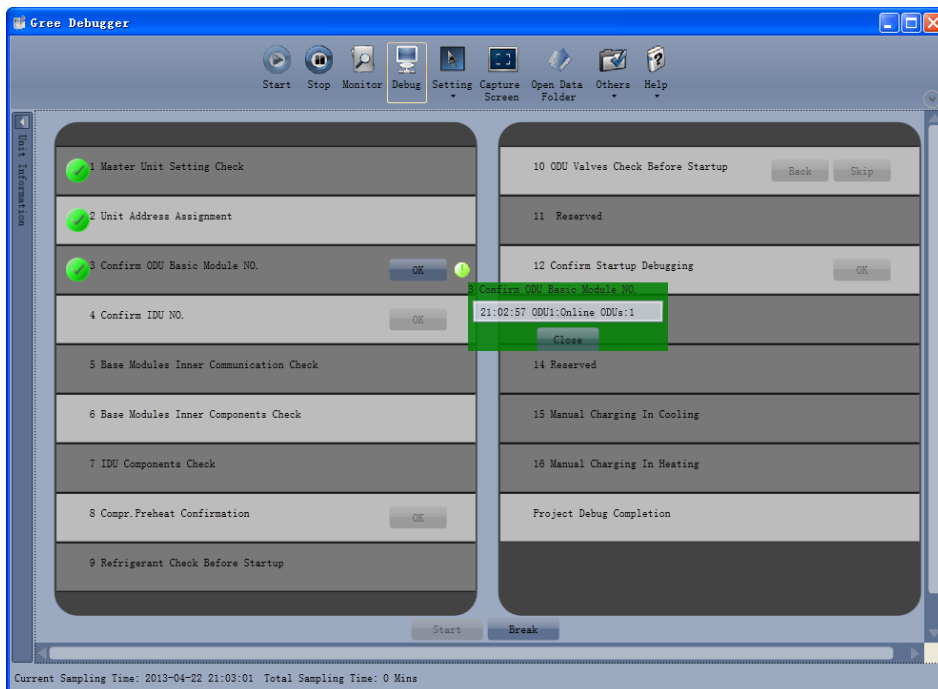 Gree Debugger
Start Stop Monitor Debug Setting Capture Screen Open Data Folder Others Help
Unit Information
1 Master Unit Setting Check
2 Unit Address Assignment
3 Confirm ODU Basic Module NO. OK
4 Confirm IDU NO. OK
5 Base Modules Inner Communication Check
6 Base Modules Inner Components Check
7 IDU Components Check
8 Compr.Preheat Confirmation OK
9 Refrigerant Check Before Startup
10 ODU Valves Check Before Startup Back Skip
11 Reserved
12 Confirm Startup Debugging OK
3 Confirm ODU Basic Module NO.
21:02:57 ODU1:Online ODUs:1
Close
14 Reserved
15 Manual Charging In Cooling
16 Manual Charging In Heating
Project Debug Completion
Start Break
Current Sampling Time: 2013-04-22 21:03:01 Total Sampling Time: 0 Mins